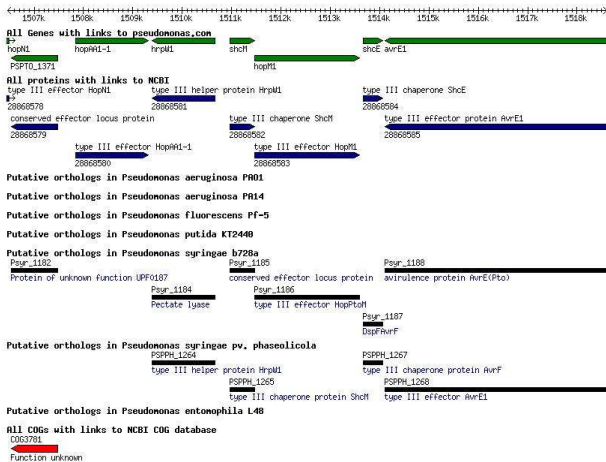 1507k 1508k 1509k 1510k 1511k 1512k 1513k 1514k 1515k 1516k 1517k 1518k
All Genes with links to pseudomonas.com
hopN1 hopAA1-1 hrpW1 shcM shcE avrE1
PSPTO_1371 hopM1
All proteins with links to NCBI
type III effector HopN1 type III helper protein HrpW1 type III chaperone ShcE
28868578 28868581 28868584
conserved effector locus protein type III chaperone ShcM type III effector protein AvrE1
28868579 28868582 28868585
type III effector HopAA1-1 type III effector HopM1
28868580 28868583
Putative orthologs in Pseudomonas aeruginosa PAO1
Putative orthologs in Pseudomonas aeruginosa PA14
Putative orthologs in Pseudomonas fluorescens Pf-5
Putative orthologs in Pseudomonas putida KT2440
Putative orthologs in Pseudomonas syringae b728a
Psyr_1182 Psyr_1185 Psyr_1188
Protein of unknown function UPF0187 conserved effector locus protein avirulence protein AvrE(Pto)
Psyr_1184 Psyr_1186
Pectate lyase type III effector HopPtoM
Psyr_1187
DspFAvrF
Putative orthologs in Pseudomonas syringae pv. phaseolicola
PSPPH_1264 PSPPH_1267
type III helper protein HrpW1 type III chaperone protein AvrF
PSPPH_1265 PSPPH_1268
type III chaperone protein ShcM type III effector AvrE1
Putative orthologs in Pseudomonas entomophila L48
All COGs with links to NCBI COG database
COG3781
Function unknown